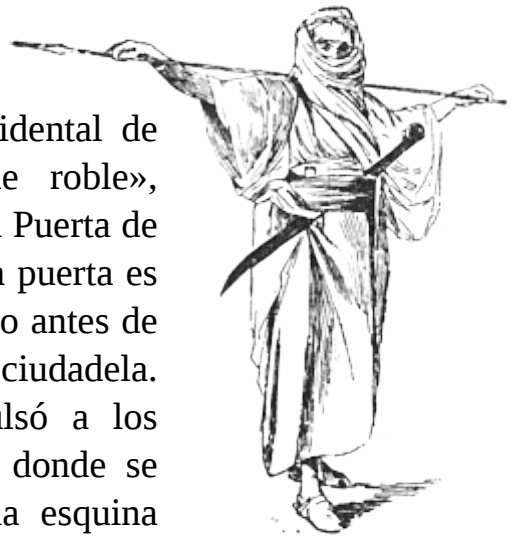 idental de
e roble»,
Puerta de
puerta es
o antes de
ciudadela.
lsó a los
donde se
a esquina